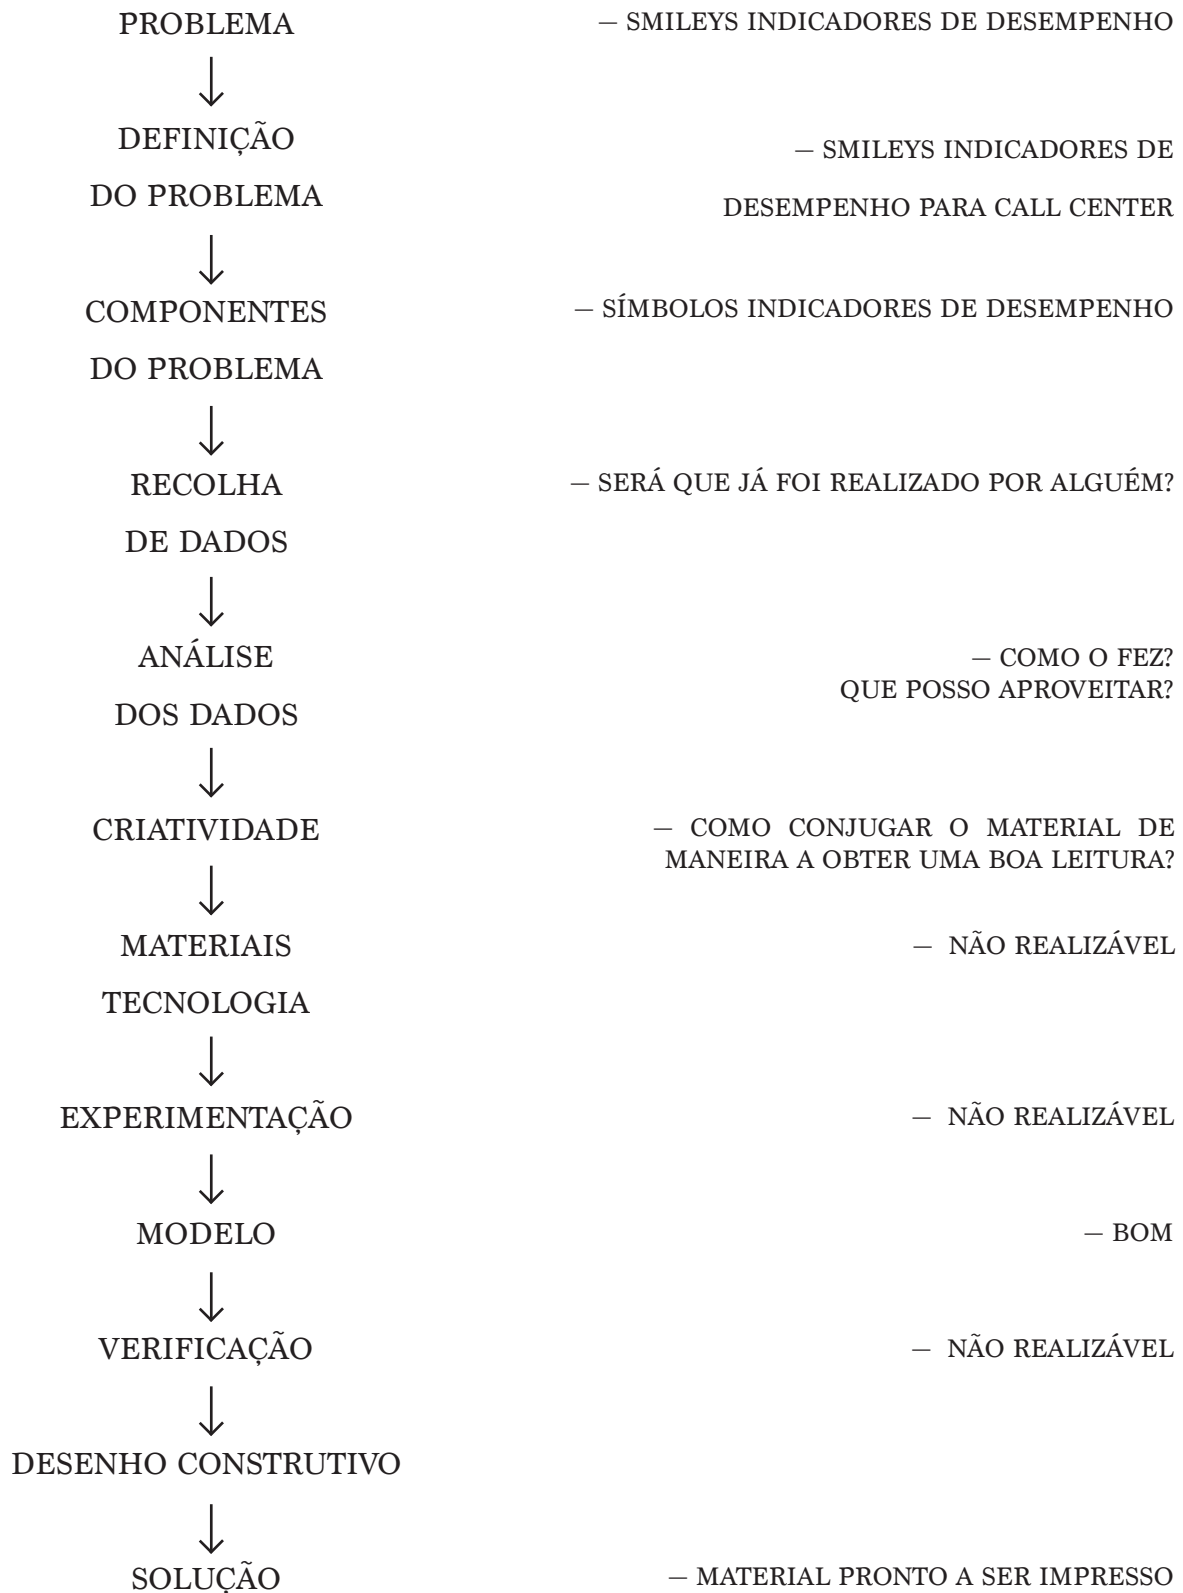 PROBLEMA
— SMILEYS INDICADORES DE DESEMPENHO
DEFINIÇÃO
DO PROBLEMA
— SMILEYS INDICADORES DE
DESEMPENHO PARA CALL CENTER
COMPONENTES
DO PROBLEMA
— SÍMBOLOS INDICADORES DE DESEMPENHO
RECOLHA
DE DADOS
— SERÁ QUE JÁ FOI REALIZADO POR ALGUÉM?
ANÁLISE
DOS DADOS
— COMO O FEZ?
QUE POSSO APROVEITAR?
CRIATIVIDADE
— COMO CONJUGAR O MATERIAL DE
MANEIRA A OBTER UMA BOA LEITURA?
MATERIAIS
TECNOLOGIA
— NÃO REALIZÁVEL
EXPERIMENTAÇÃO
— NÃO REALIZÁVEL
MODELO
— BOM
VERIFICAÇÃO
— NÃO REALIZÁVEL
DESENHO CONSTRUTIVO
SOLUÇÃO
— MATERIAL PRONTO A SER IMPRESSO